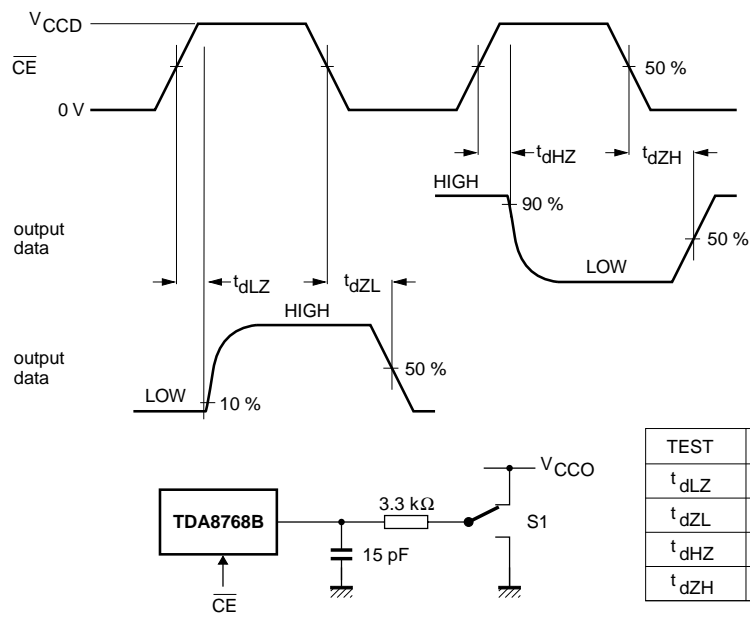 VCCD
CE
50 %
0 V
tdHZ
tdZH
HIGH
90 %
output
data
50 %
LOW
tdLZ
tdZL
HIGH
output
data
50 %
LOW
10 %
VCCO
TEST
tdLZ
tdZL
tdHZ
tdZH
3.3 kΩ
S1
TDA8768B
15 pF
CE